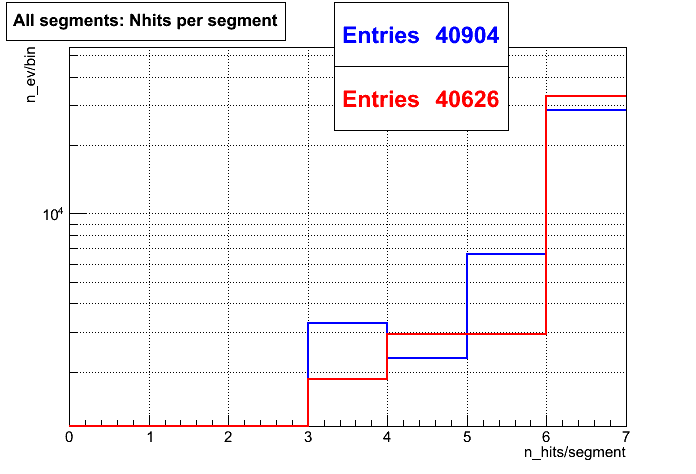 All segments: Nhits per segment
Entries 40904
Entries 40626
n_ev/bin
10⁴
0 1 2 3 4 5 6 7
n_hits/segment